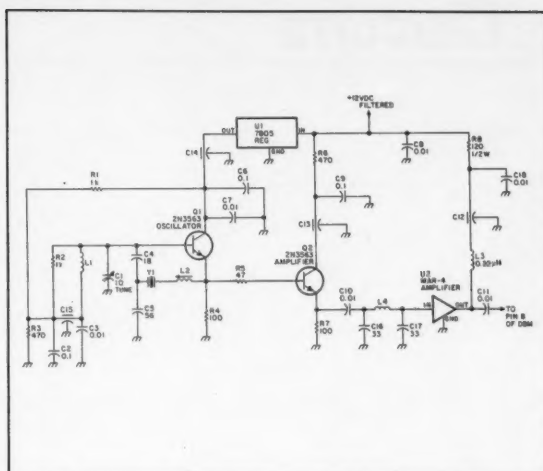 +12VDC
FILTERED
U1
7805
REG
OUT
IN
GND
C14
R1
1k
C6
0.1
C7
0.01
Q1
2N3563
OSCILLATOR
R2
1k
L1
C1
10
TUNE
C4
18
Y1
L2
C5
56
R3
470
C15
C2
0.1
C3
0.01
R4
100
R5
47
R6
470
C9
0.1
C13
Q2
2N3563
AMPLIFIER
R7
100
C10
0.01
L4
C16
33
C17
33
C8
0.01
R8
120
1/2W
C18
0.01
C12
L3
0.20μH
U2
MAR-4
AMPLIFIER
IN
OUT
GND
C11
0.01
TO
PIN 8
OF DBM